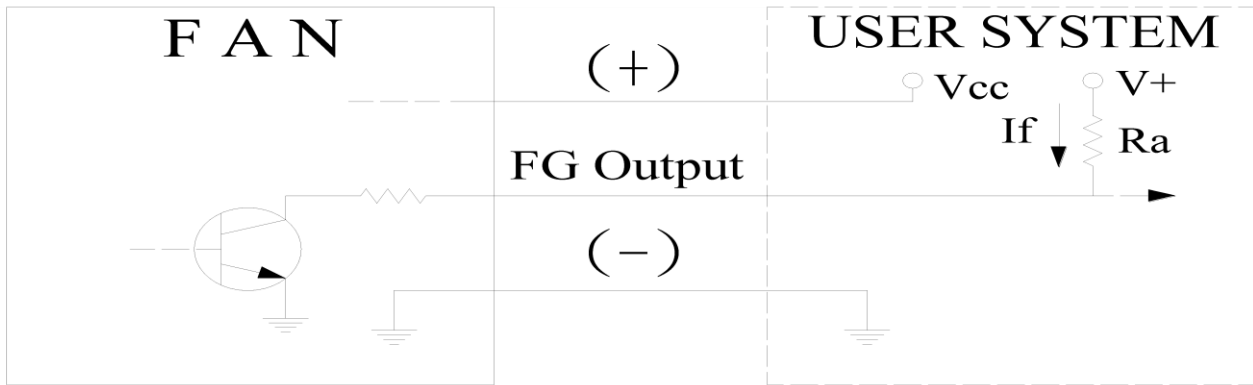 F A N
USER SYSTEM
(+)
Vcc
V+
If
Ra
FG Output
(−)